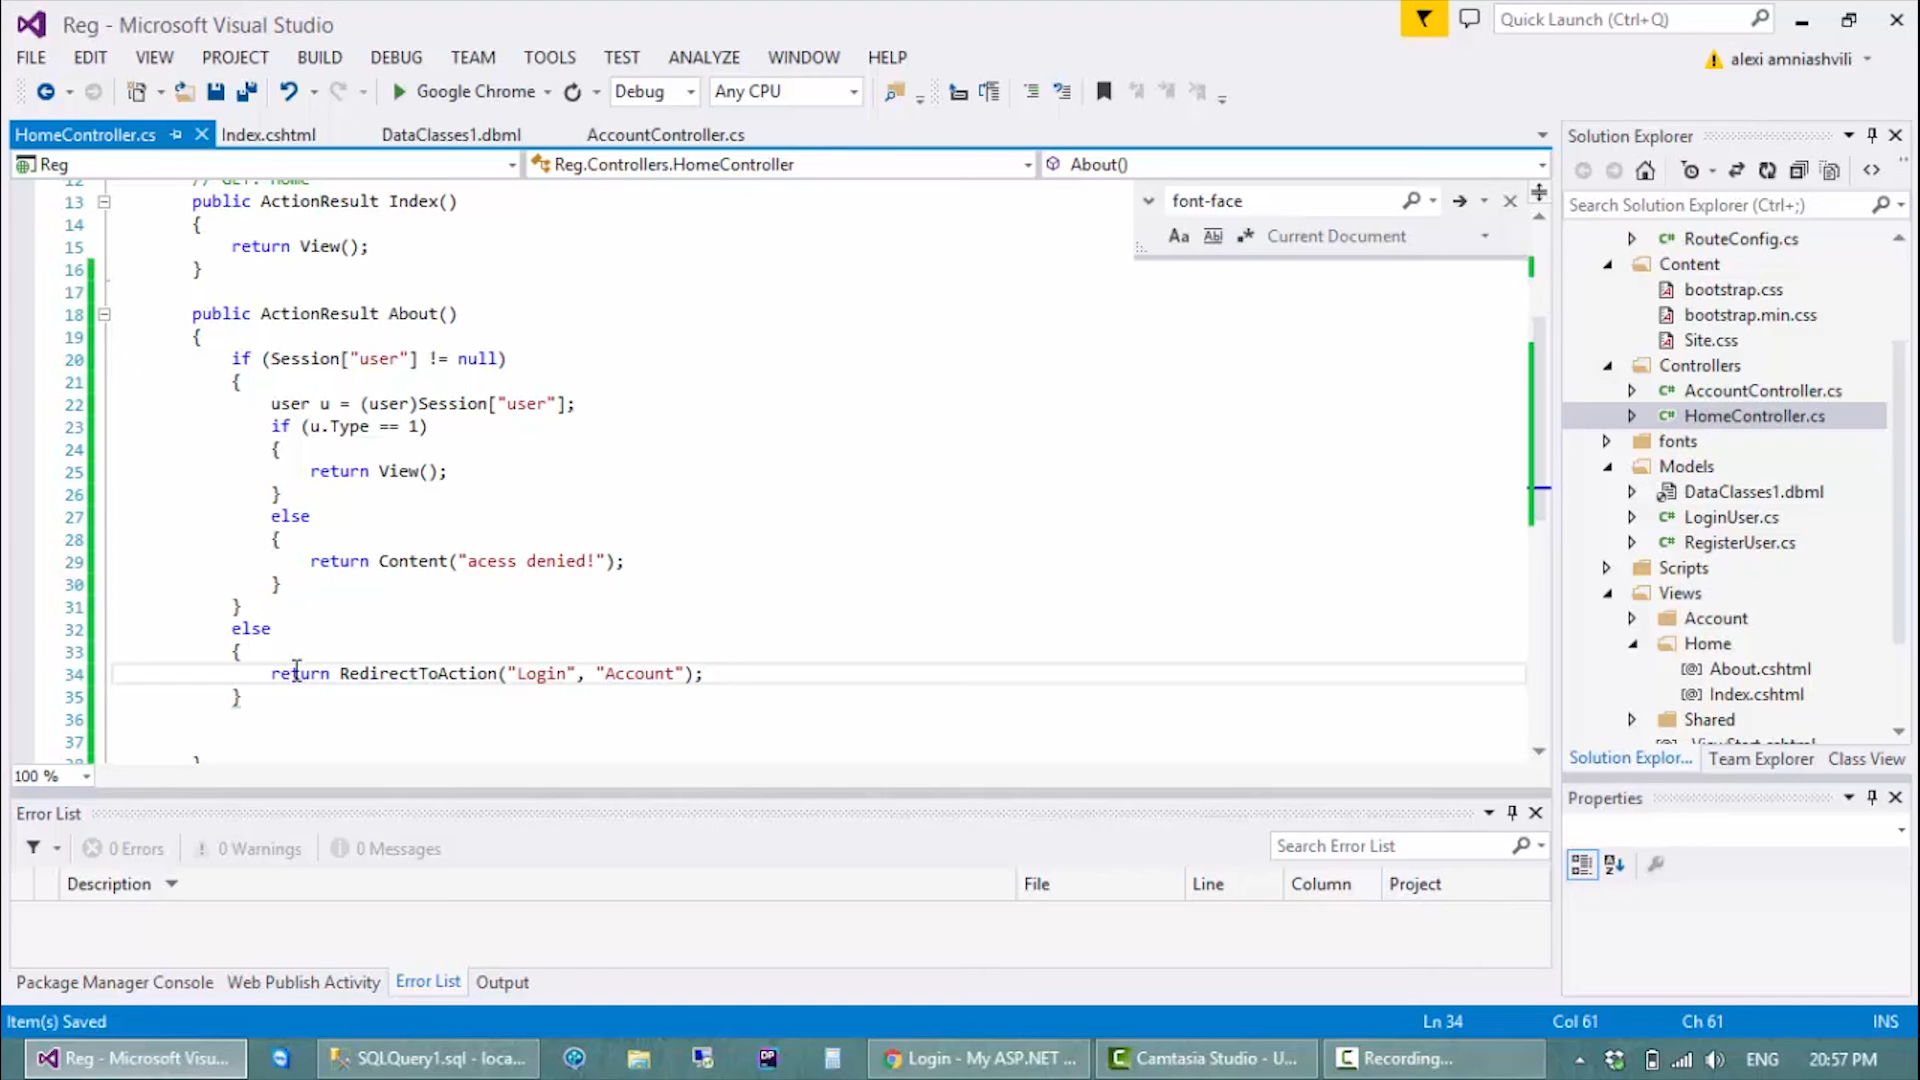 Reg - Microsoft Visual Studio
Quick Launch (Ctrl+Q)
FILE EDIT VIEW PROJECT BUILD DEBUG TEAM TOOLS TEST ANALYZE WINDOW HELP
alexi amniashvili
Google Chrome Debug Any CPU
HomeController.cs Index.cshtml DataClasses1.dbml AccountController.cs
Reg Reg.Controllers.HomeController About()
12 // GET: Home
13 public ActionResult Index()
14 {
15 return View();
16 }
17
18 public ActionResult About()
19 {
20 if (Session["user"] != null)
21 {
22 user u = (user)Session["user"];
23 if (u.Type == 1)
24 {
25 return View();
26 }
27 else
28 {
29 return Content("acess denied!");
30 }
31 }
32 else
33 {
34 return RedirectToAction("Login", "Account");
35 }
36
37
38 }
font-face
Aa Abl Current Document
100 %
Solution Explorer
Search Solution Explorer (Ctrl+;)
C# RouteConfig.cs
Content
bootstrap.css
bootstrap.min.css
Site.css
Controllers
C# AccountController.cs
C# HomeController.cs
fonts
Models
DataClasses1.dbml
C# LoginUser.cs
C# RegisterUser.cs
Scripts
Views
Account
Home
[@] About.cshtml
[@] Index.cshtml
Shared
_ViewStart.cshtml
Solution Explor... Team Explorer Class View
Properties
Error List
0 Errors 0 Warnings 0 Messages
Search Error List
Description File Line Column Project
Package Manager Console Web Publish Activity Error List Output
Item(s) Saved Ln 34 Col 61 Ch 61 INS
Reg - Microsoft Visu... SQLQuery1.sql - loca... DP Login - My ASP.NET ... Camtasia Studio - U... Recording... ENG 20:57 PM